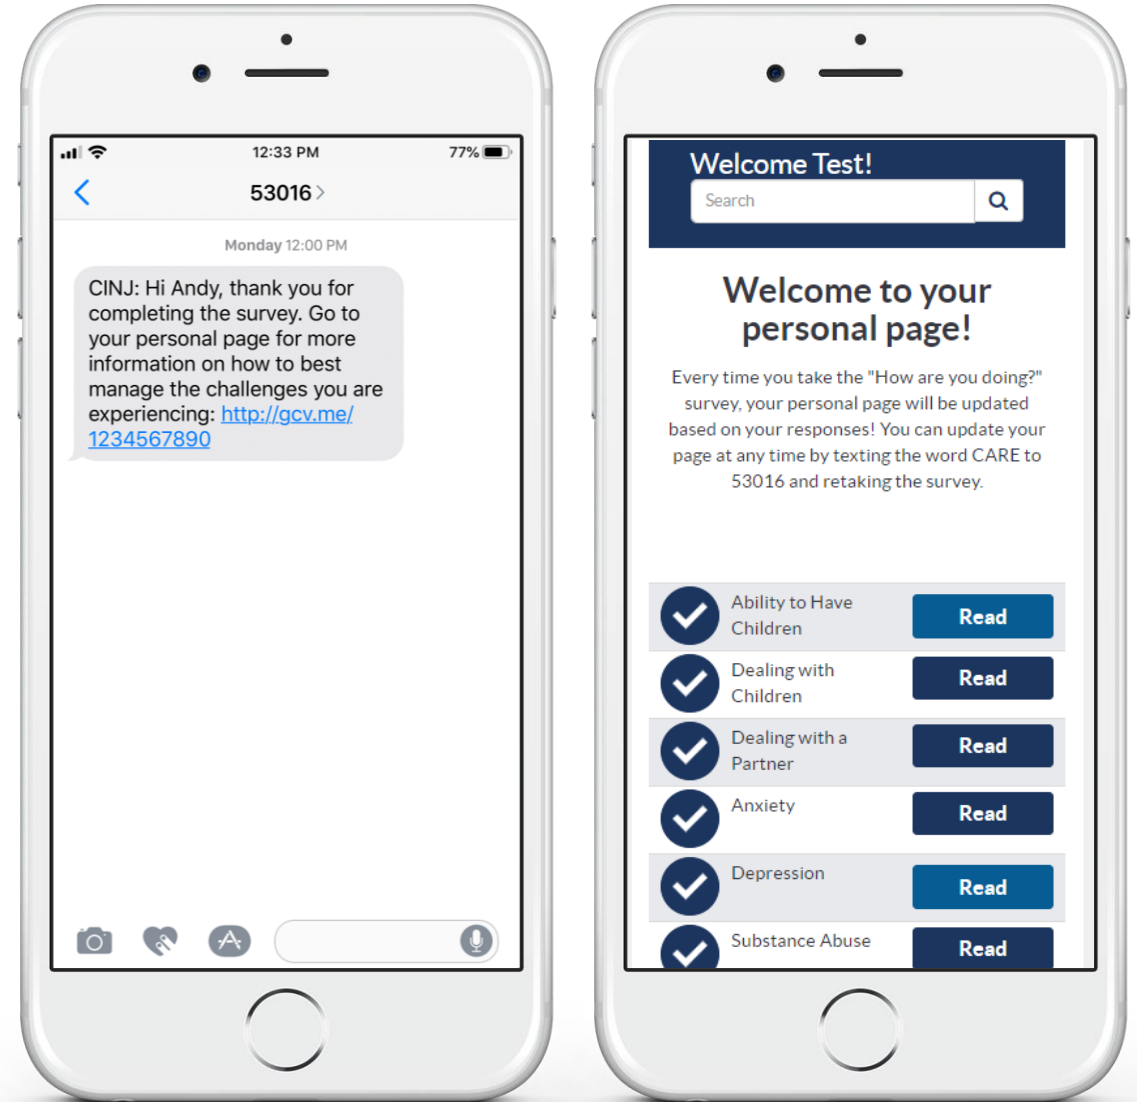 12:33 PM
77%
53016
Monday 12:00 PM
CINJ: Hi Andy, thank you for
completing the survey. Go to
your personal page for more
information on how to best
manage the challenges you are
experiencing: http://gcv.me/
1234567890
Welcome Test!
Search
Welcome to your
personal page!
Every time you take the "How are you doing?"
survey, your personal page will be updated
based on your responses! You can update your
page at any time by texting the word CARE to
53016 and retaking the survey.
Ability to Have
Children
Read
Dealing with
Children
Read
Dealing with a
Partner
Read
Anxiety
Read
Depression
Read
Substance Abuse
Read